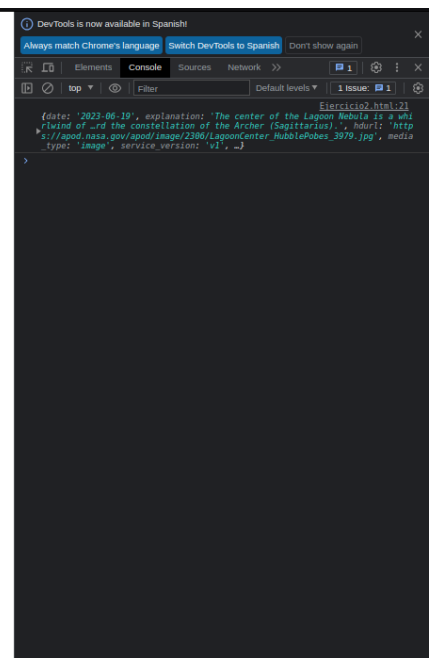 DevTools is now available in Spanish!
Always match Chrome's language Switch DevTools to Spanish Don't show again
Elements Console Sources Network 1
top Filter Default levels 1 Issue: 1
Ejercicio2.html:21
{date: '2023-06-19', explanation: 'The center of the Lagoon Nebula is a whi
rlwind of …rd the constellation of the Archer (Sagittarius).', hdurl: 'http
s://apod.nasa.gov/apod/image/2306/LagoonCenter_HubblePobes_3979.jpg', media
_type: 'image', service_version: 'v1', …}